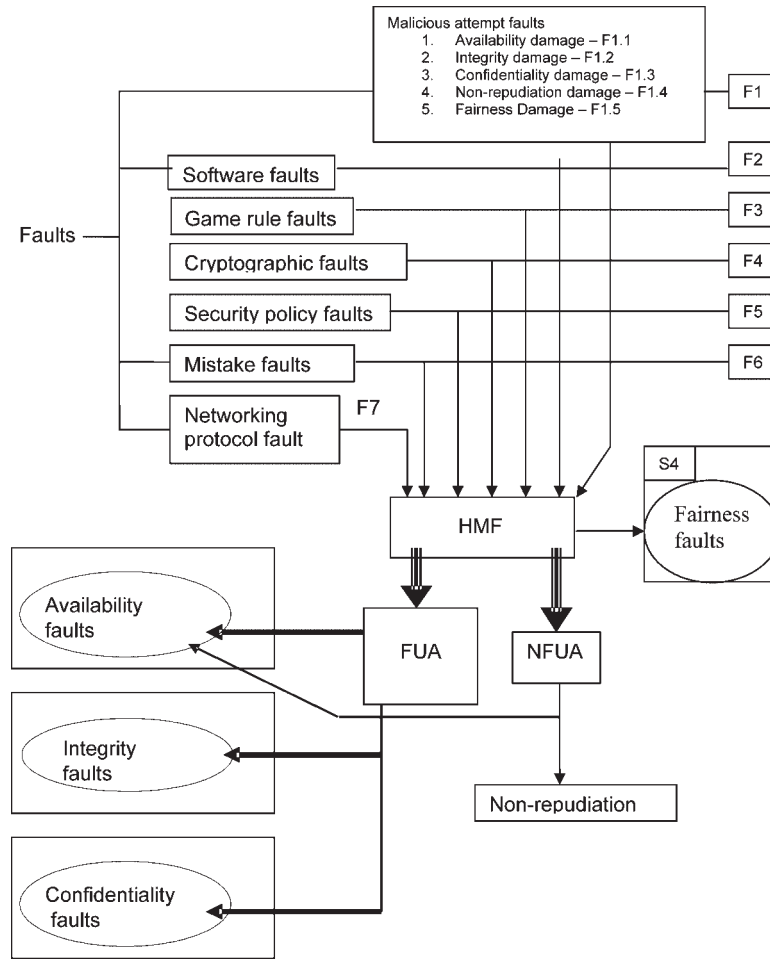 Malicious attempt faults
1. Availability damage – F1.1
2. Integrity damage – F1.2
3. Confidentiality damage – F1.3
4. Non-repudiation damage – F1.4
5. Fairness Damage – F1.5
F1
F2
Software faults
F3
Game rule faults
Faults
F4
Cryptographic faults
F5
Security policy faults
F6
Mistake faults
F7
Networking
protocol fault
S4
Fairness
faults
HMF
Availability
faults
FUA
NFUA
Integrity
faults
Non-repudiation
Confidentiality
faults